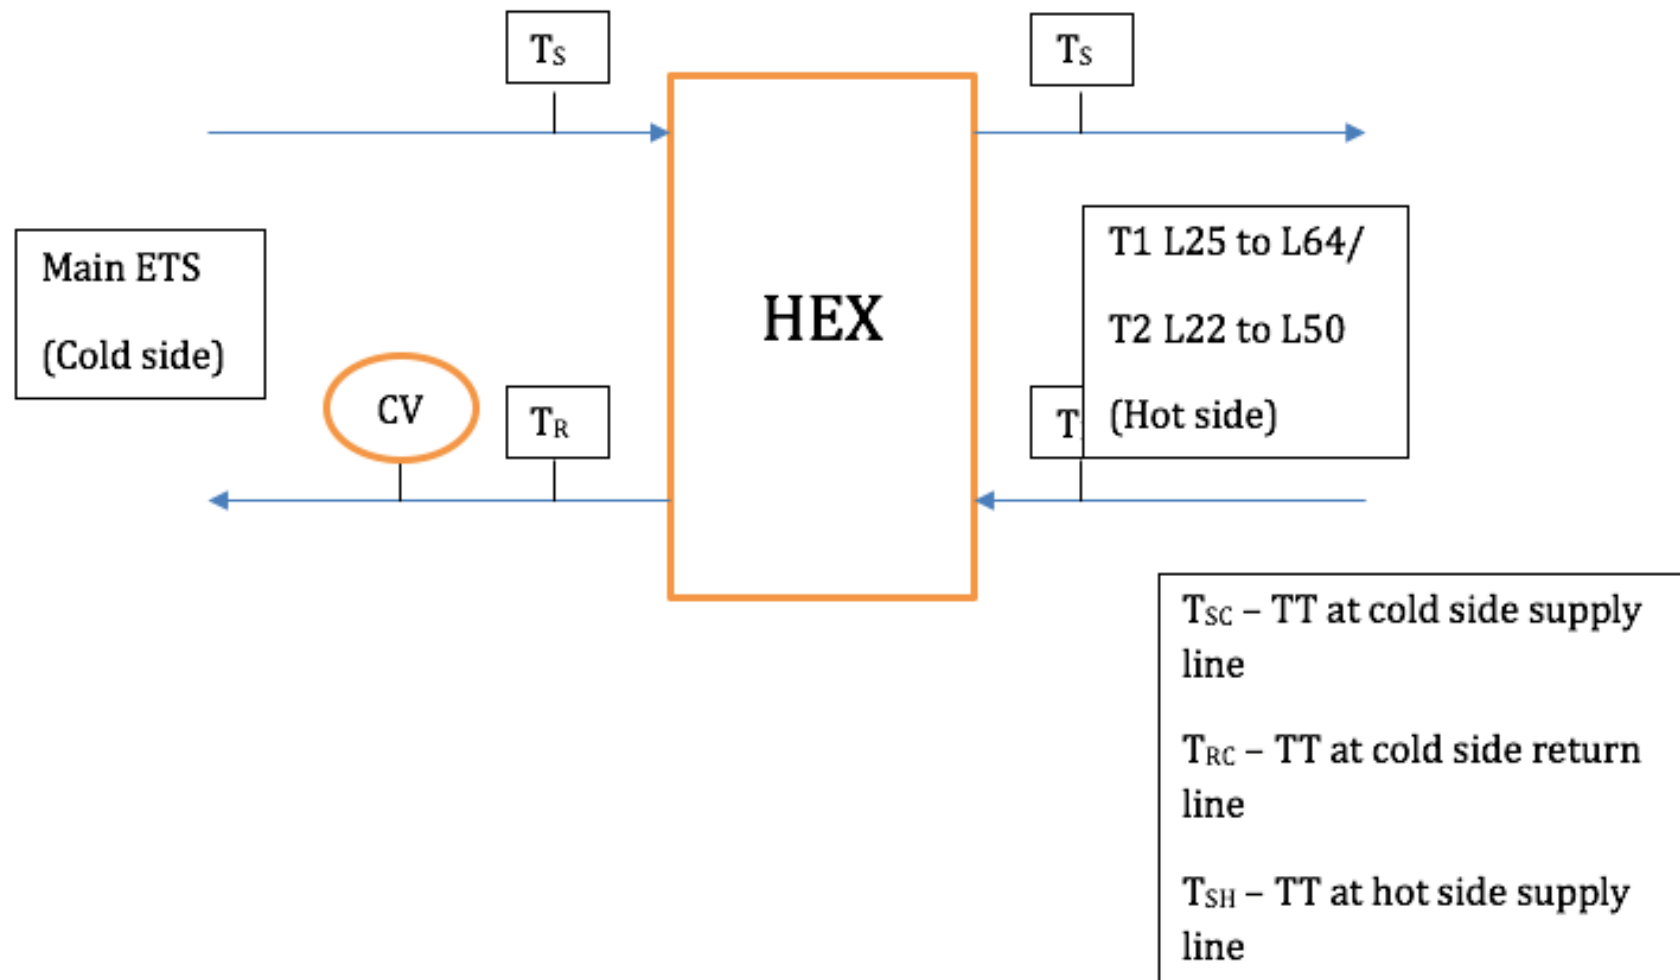 TS
TS
Main ETS
(Cold side)
HEX
T1 L25 to L64/
T2 L22 to L50
(Hot side)
CV
TR
T
TSC – TT at cold side supply
line
TRC – TT at cold side return
line
TSH – TT at hot side supply
line